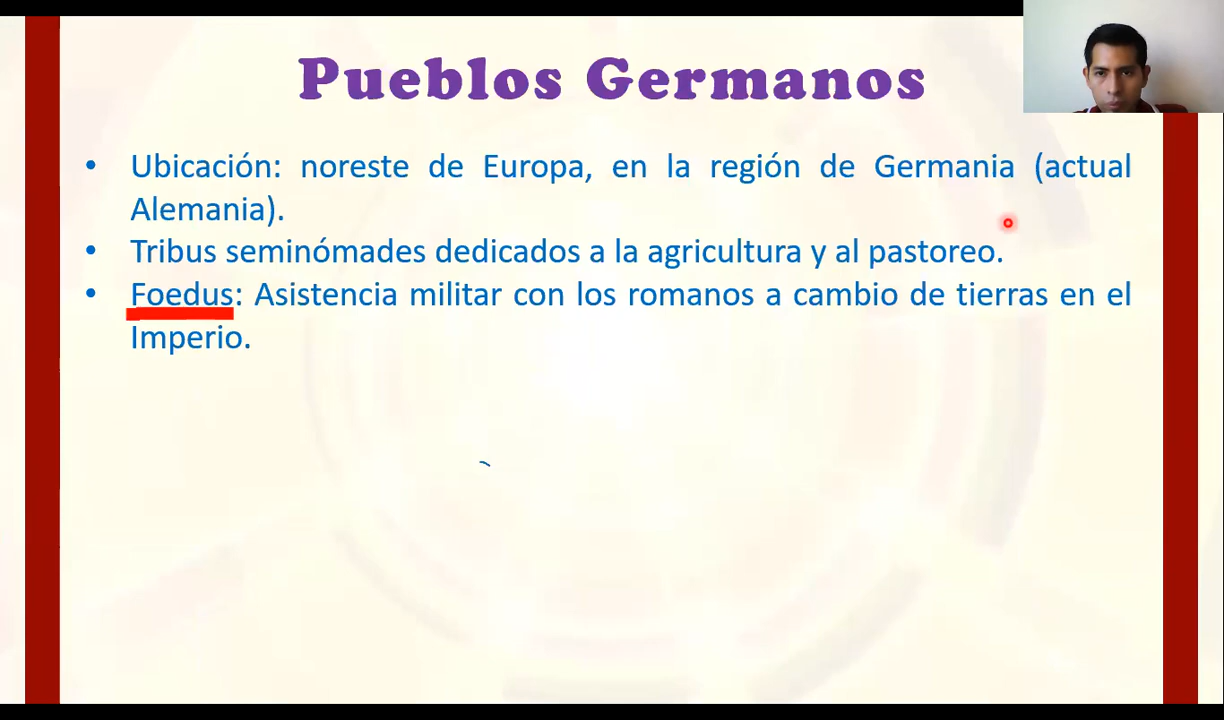 Pueblos Germanos
• Ubicación: noreste de Europa, en la región de Germania (actual
Alemania).
• Tribus seminómades dedicados a la agricultura y al pastoreo.
• Foedus: Asistencia militar con los romanos a cambio de tierras en el
Imperio.